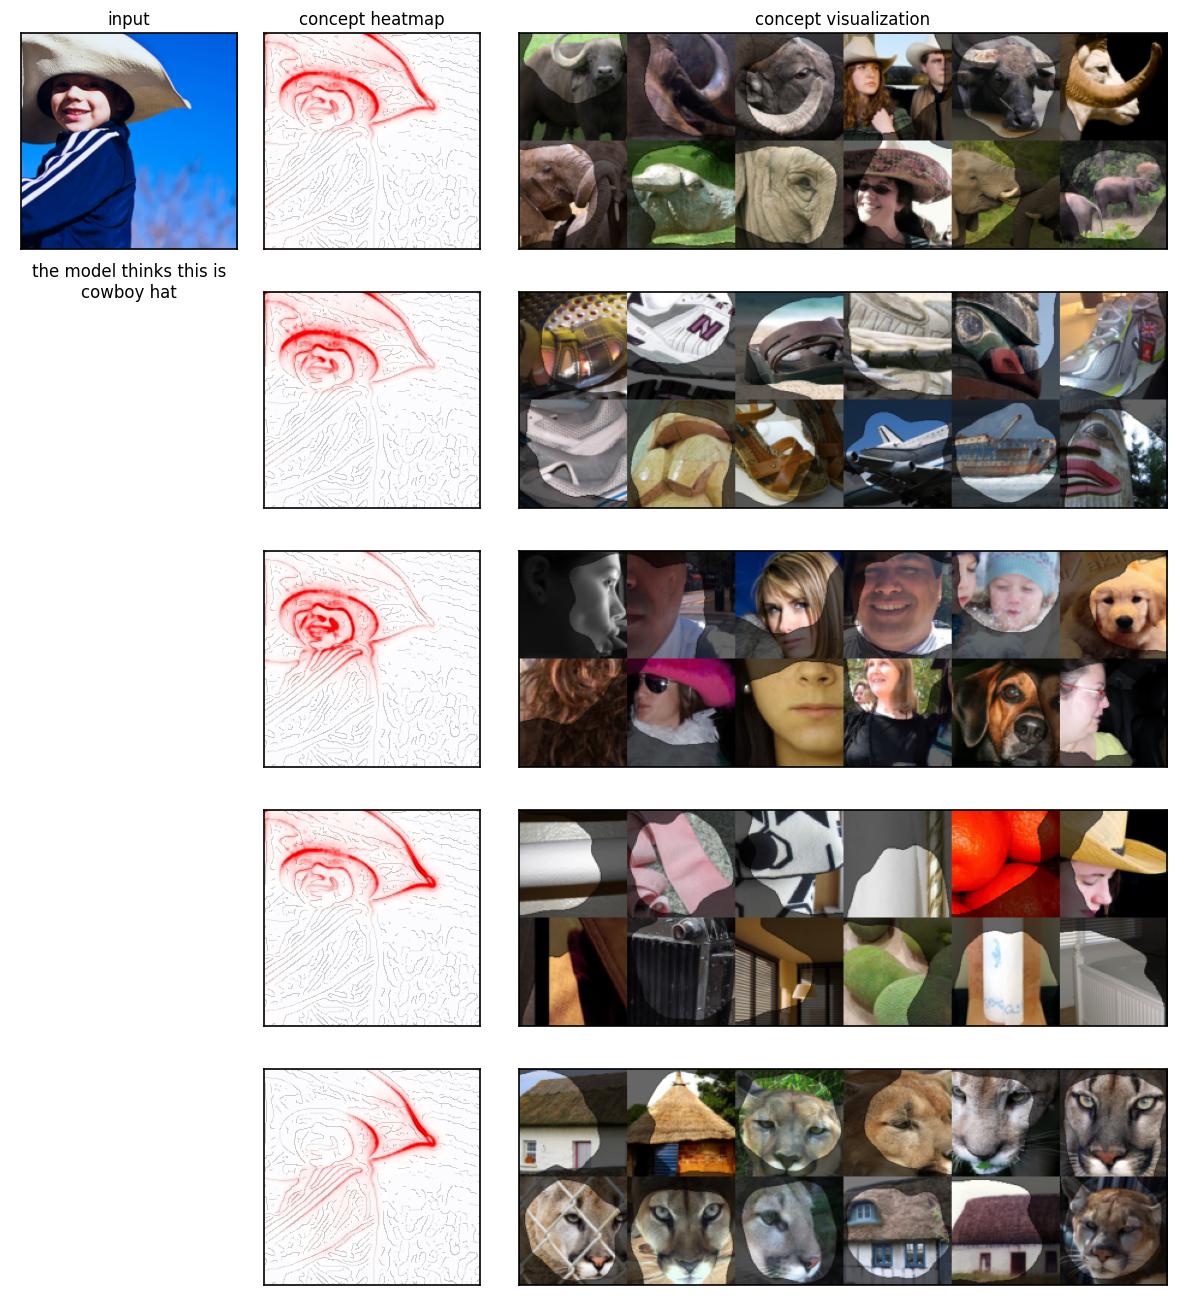 input
concept heatmap
concept visualization
the model thinks this is
cowboy hat
N